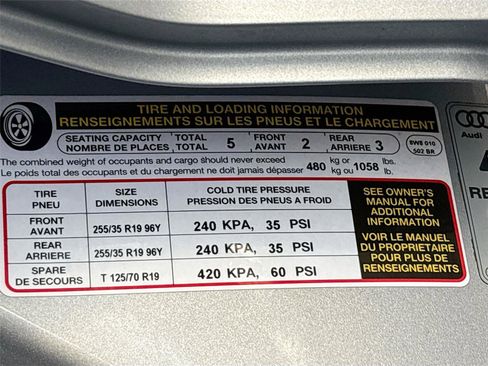 TIRE AND LOADING INFORMATION
RENSEIGNEMENTS SUR LES PNEUS ET LE CHARGEMENT
SEATING CAPACITY TOTAL 5 FRONT 2 REAR 3
NOMBRE DE PLACES TOTAL AVANT ARRIERE
8W8 010
502 BR
The combined weight of occupants and cargo should never exceed 480 kg or 1058 lbs.
Le poids total des occupants et du chargement ne doit jamais dépasser kg ou lb.
TIRE SIZE COLD TIRE PRESSURE
PNEU DIMENSIONS PRESSION DES PNEUS A FROID
FRONT
AVANT 255/35 R19 96Y 240 KPA, 35 PSI
REAR
ARRIERE 255/35 R19 96Y 240 KPA, 35 PSI
SPARE
DE SECOURS T 125/70 R19 420 KPA, 60 PSI
SEE OWNER'S
MANUAL FOR
ADDITIONAL
INFORMATION
VOIR LE MANUEL
DU PROPRIETAIRE
POUR PLUS DE
RENSEIGNEMENTS
Audi